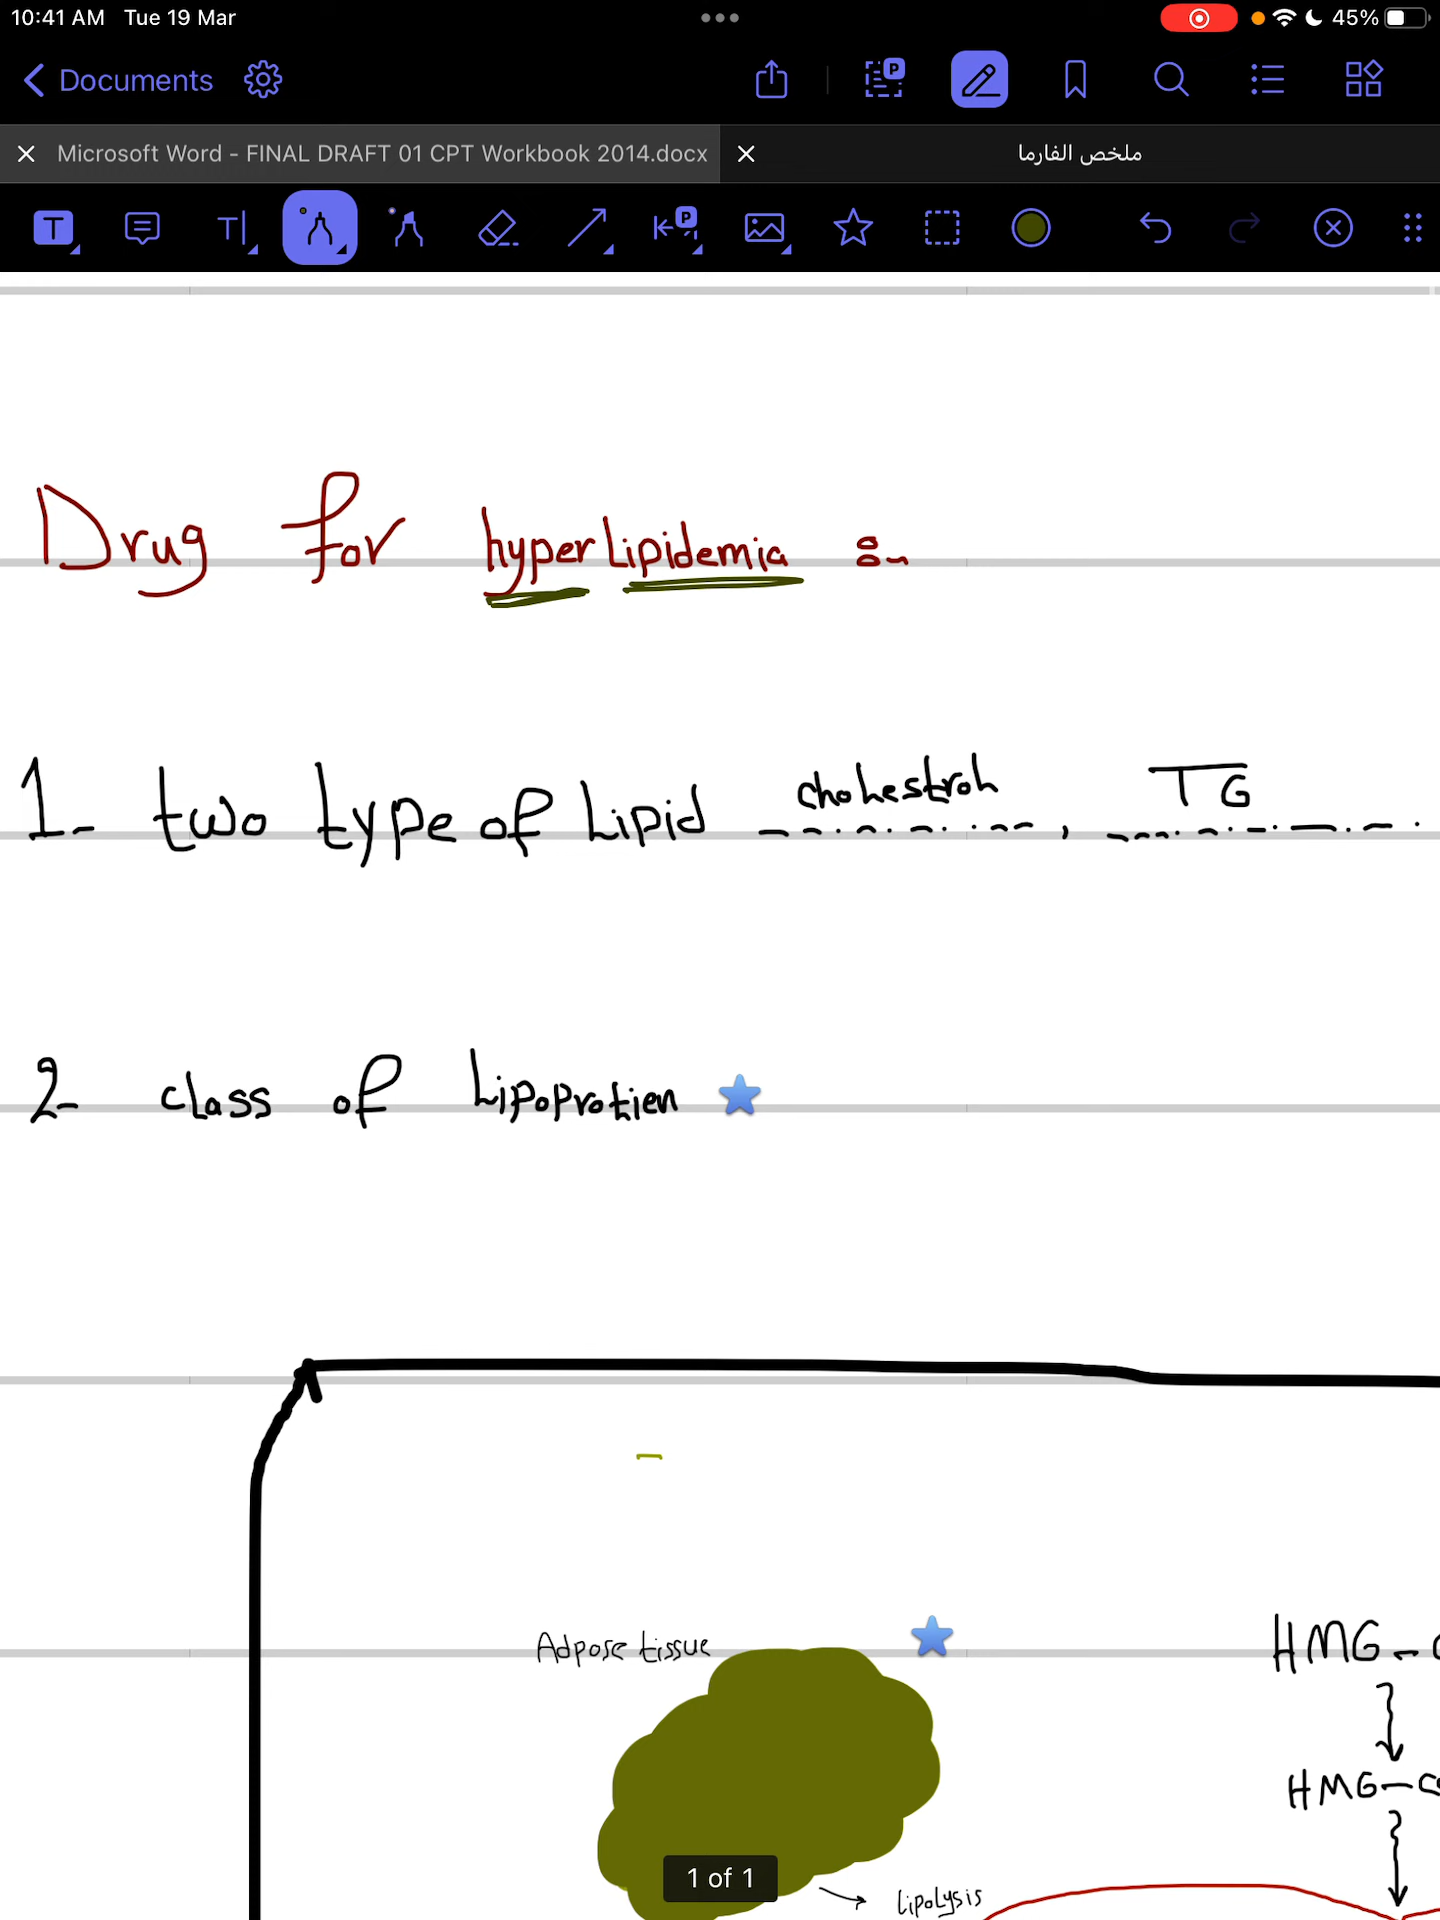 10:41 AM Tue 19 Mar
45%
Documents
P
Microsoft Word - FINAL DRAFT 01 CPT Workbook 2014.docx
ملخص الفارما
T T P
Drug for hyperLipidemia :-
cholestrol TG
1- two type of Lipid , .
2- class of Lipoprotien
Adpose tissue
HMG-
HMG-
1 of 1
Lipolysis